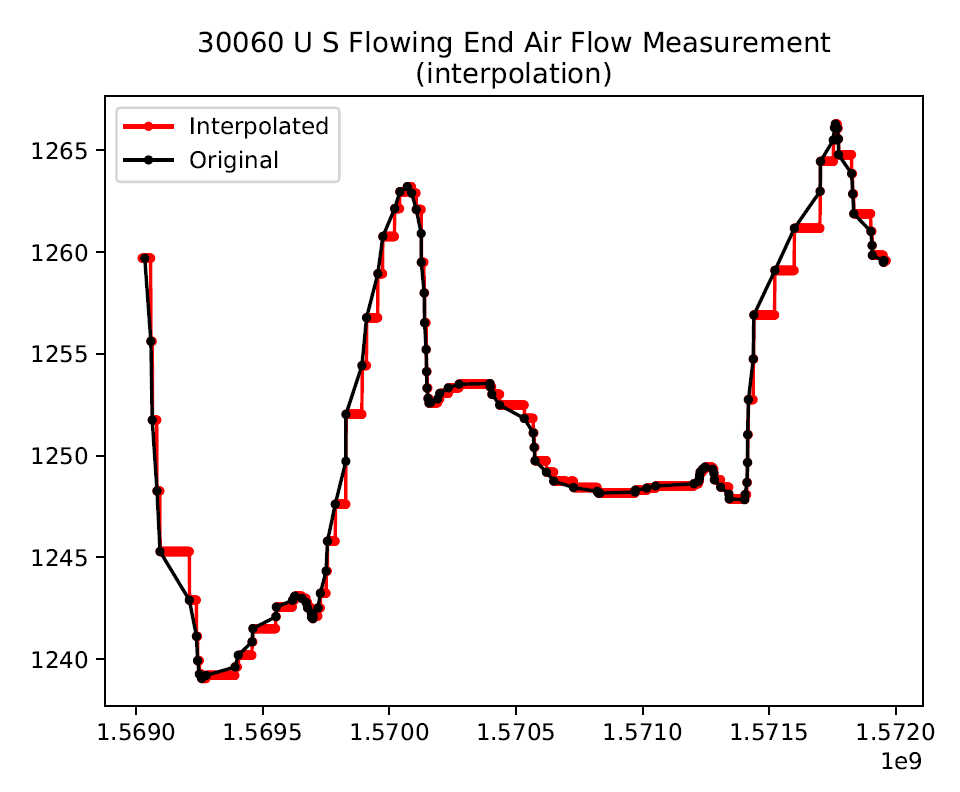 30060 U S Flowing End Air Flow Measurement
(interpolation)
Interpolated
Original
1265
1260
1255
1250
1245
1240
1.5690 1.5695 1.5700 1.5705 1.5710 1.5715 1.5720
1e9